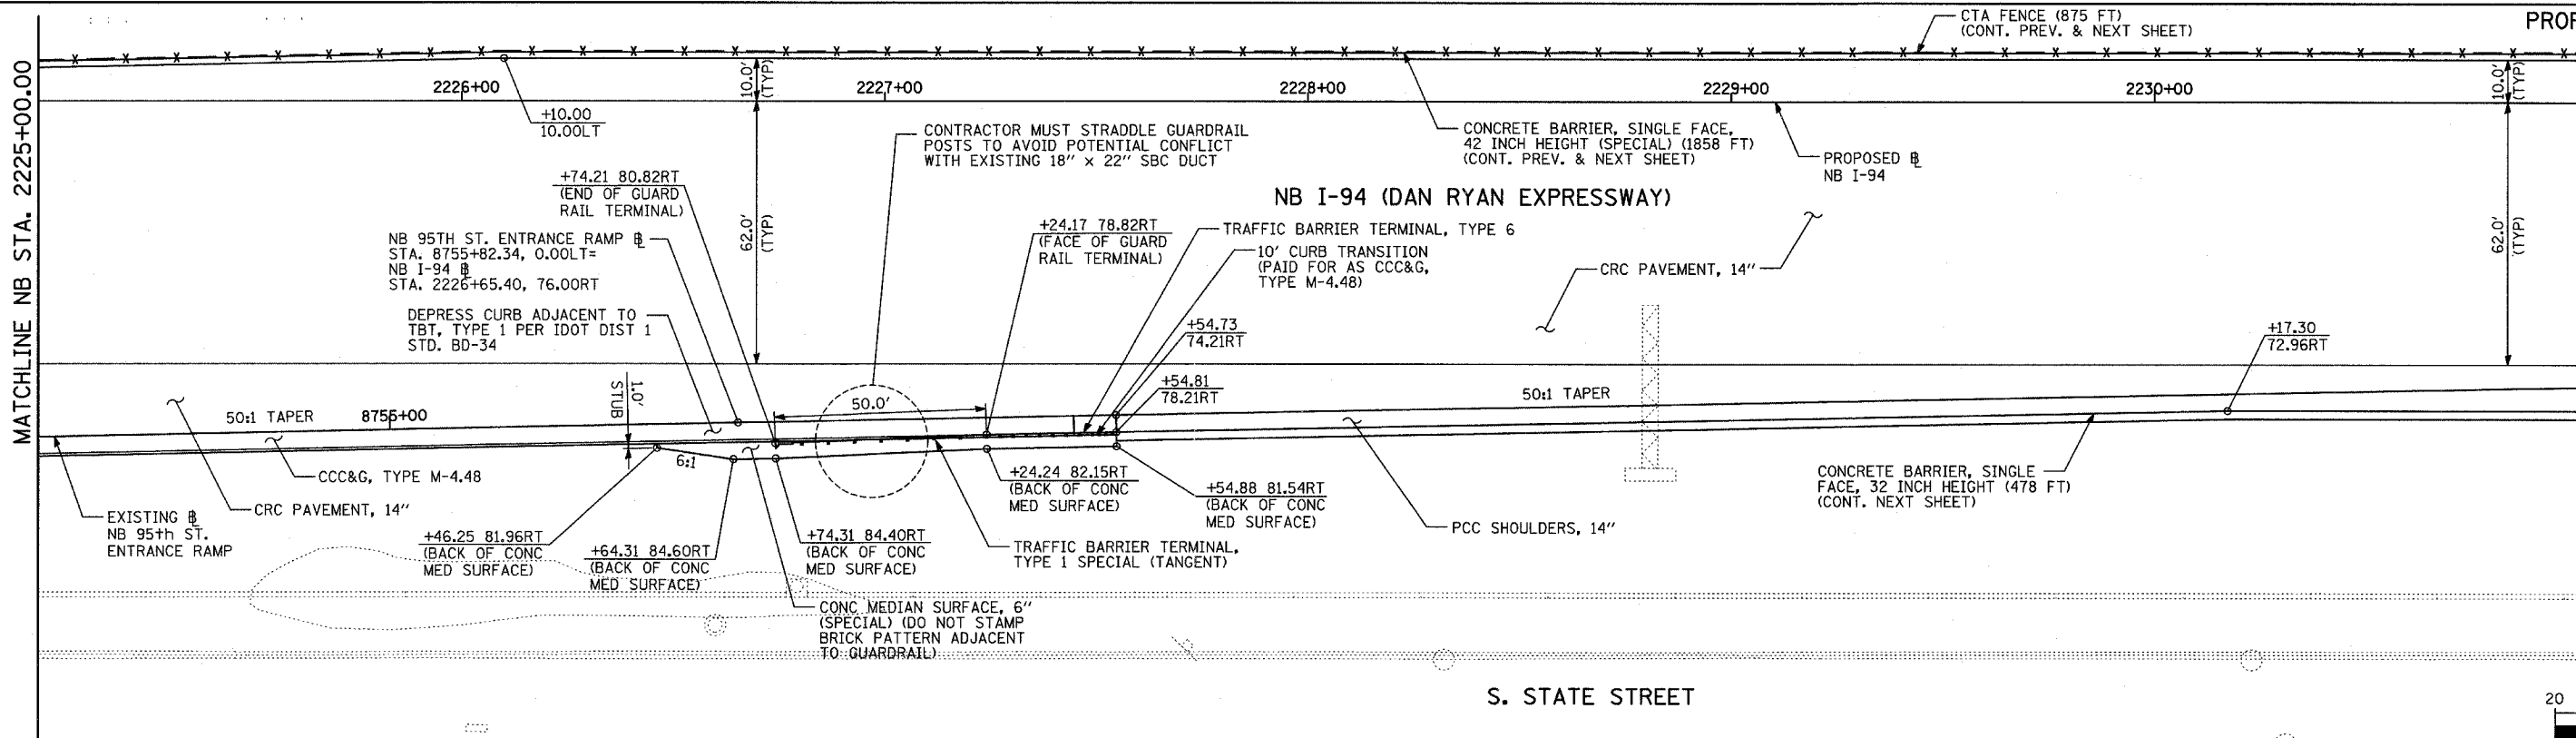 CTA FENCE (875 FT)
(CONT. PREV. & NEXT SHEET)
PROP
MATCHLINE NB STA. 2225+00.00
2226+00
2227+00
2228+00
2229+00
2230+00
10.0' (TYP)
10.0' (TYP)
+10.00
10.00LT
CONTRACTOR MUST STRADDLE GUARDRAIL
POSTS TO AVOID POTENTIAL CONFLICT
WITH EXISTING 18" x 22" SBC DUCT
CONCRETE BARRIER, SINGLE FACE,
42 INCH HEIGHT (SPECIAL) (1858 FT)
(CONT. PREV. & NEXT SHEET)
PROPOSED B
NB I-94
NB I-94 (DAN RYAN EXPRESSWAY)
+74.21 80.82RT
(END OF GUARD
RAIL TERMINAL)
62.0' (TYP)
62.0' (TYP)
NB 95TH ST. ENTRANCE RAMP B
STA. 8755+82.34, 0.00LT=
NB I-94 B
STA. 2226+65.40, 76.00RT
+24.17 78.82RT
(FACE OF GUARD
RAIL TERMINAL)
TRAFFIC BARRIER TERMINAL, TYPE 6
10' CURB TRANSITION
(PAID FOR AS CCC&G,
TYPE M-4.48)
CRC PAVEMENT, 14"
DEPRESS CURB ADJACENT TO
TBT, TYPE 1 PER IDOT DIST 1
STD. BD-34
+54.73
74.21RT
+17.30
72.96RT
+54.81
78.21RT
1.0'
STUB
50.0'
50:1 TAPER
8755+00
50:1 TAPER
6:1
CCC&G, TYPE M-4.48
CRC PAVEMENT, 14"
EXISTING B
NB 95th ST.
ENTRANCE RAMP
+24.24 82.15RT
(BACK OF CONC
MED SURFACE)
+54.88 81.54RT
(BACK OF CONC
MED SURFACE)
CONCRETE BARRIER, SINGLE
FACE, 32 INCH HEIGHT (478 FT)
(CONT. NEXT SHEET)
PCC SHOULDERS, 14"
+46.25 81.96RT
(BACK OF CONC
MED SURFACE)
+64.31 84.60RT
(BACK OF CONC
MED SURFACE)
+74.31 84.40RT
(BACK OF CONC
MED SURFACE)
TRAFFIC BARRIER TERMINAL,
TYPE 1 SPECIAL (TANGENT)
CONC MEDIAN SURFACE, 6"
(SPECIAL) (DO NOT STAMP
BRICK PATTERN ADJACENT
TO GUARDRAIL)
S. STATE STREET
20